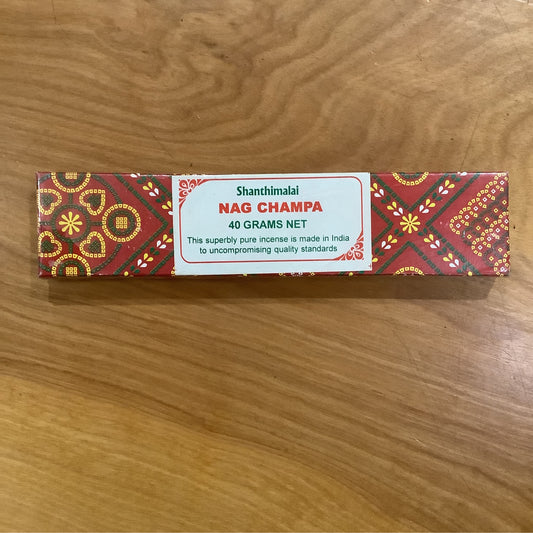 Shanthimalai
NAG CHAMPA
40 GRAMS NET
This superbly pure incense is made in India
to uncompromising quality standards